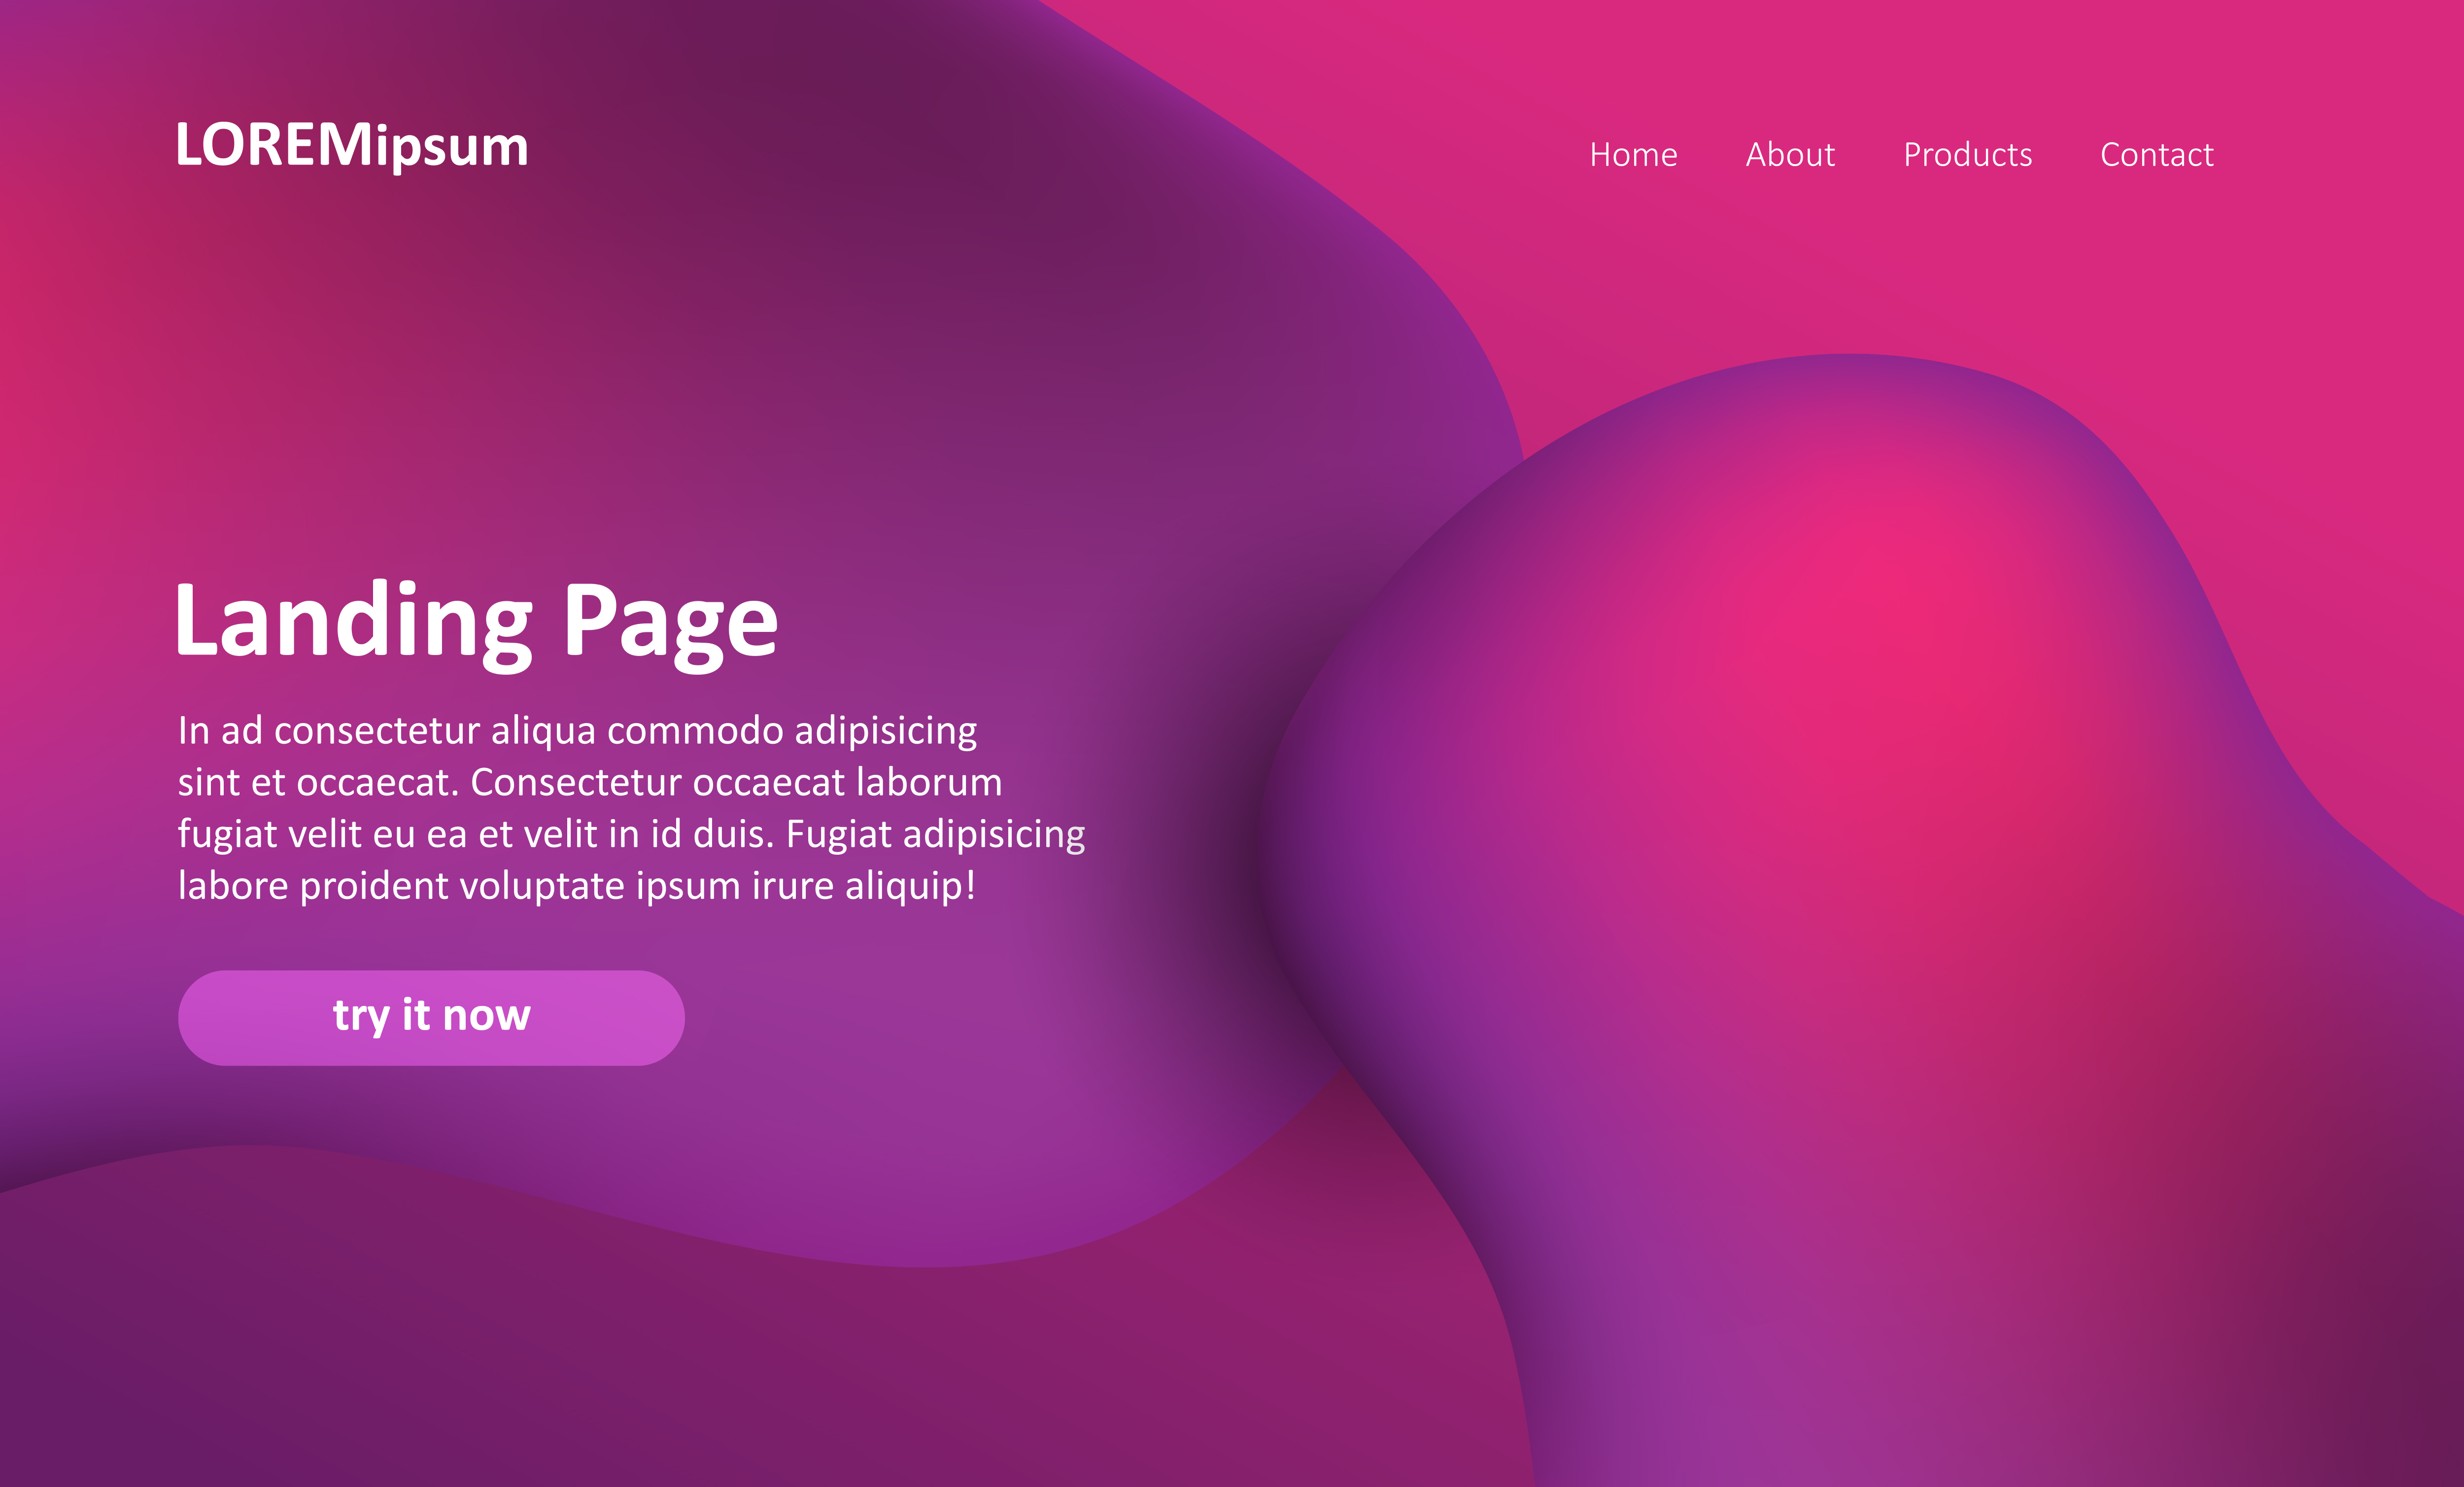 LOREMipsum
Home About Products Contact
Landing Page
In ad consectetur aliqua commodo adipisicing
sint et occaecat. Consectetur occaecat laborum
fugiat velit eu ea et velit in id duis. Fugiat adipisicing
labore proident voluptate ipsum irure aliquip!
try it now